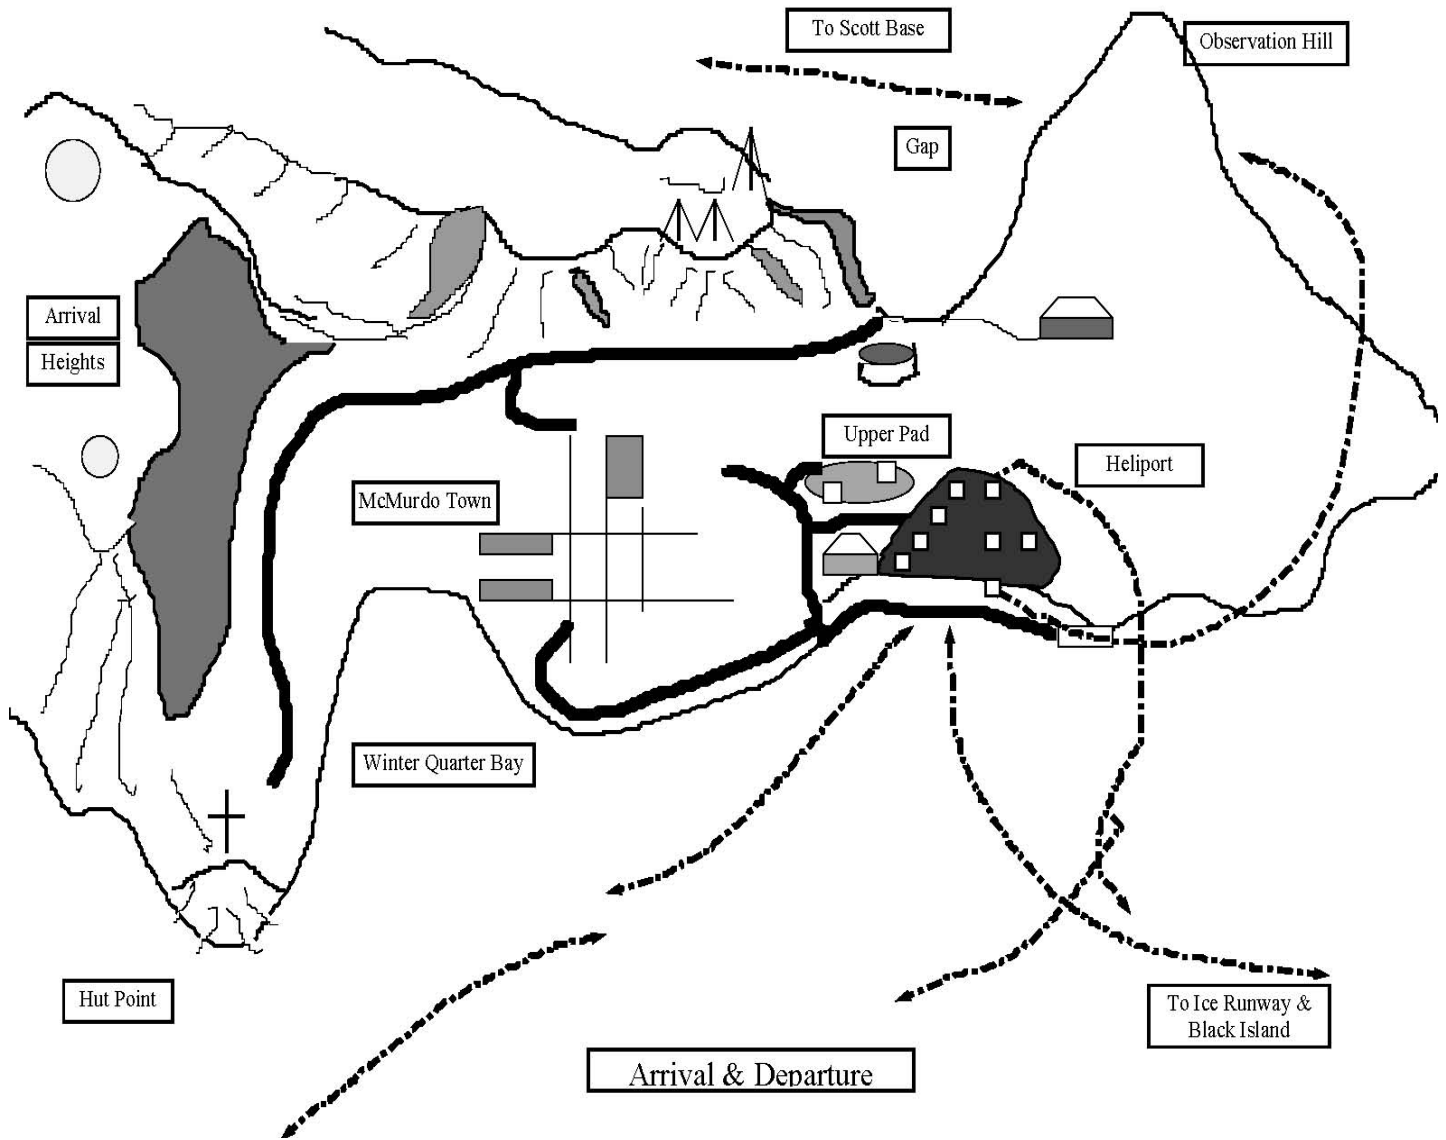 To Scott Base
Observation Hill
Gap
Arrival
Heights
Upper Pad
Heliport
McMurdo Town
Winter Quarter Bay
Hut Point
To Ice Runway &
Black Island
Arrival & Departure